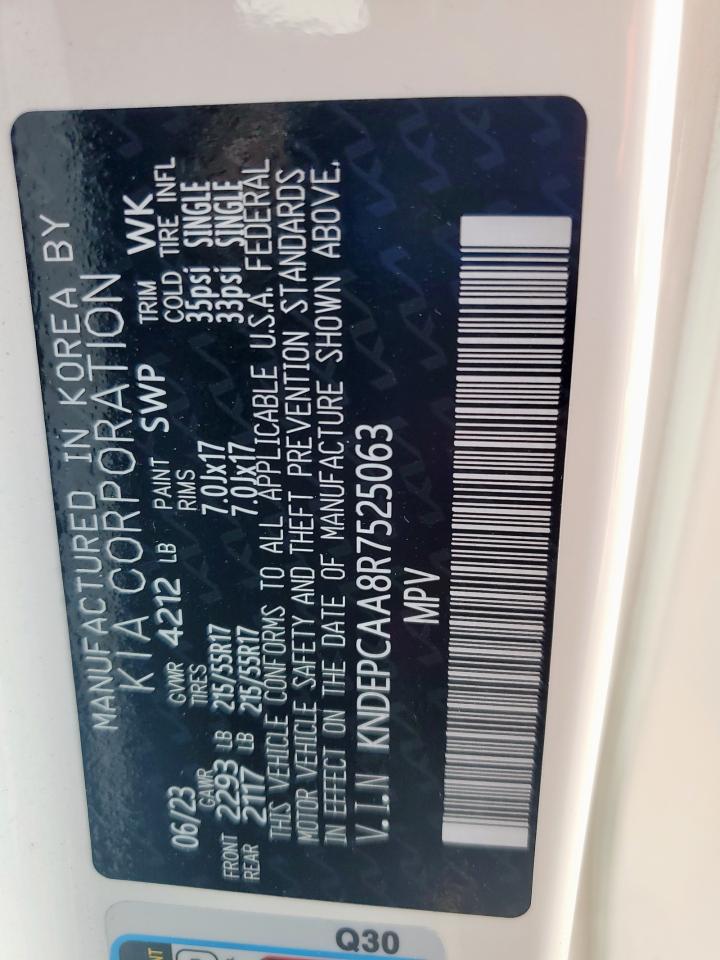 MANUFACTURED IN KOREA BY
KIA CORPORATION
06/23 GVWR 4212 LB PAINT SWP TRIM WK
GAWR TIRES RIMS COLD TIRE INFL
FRONT 2293 LB 215/55R17 7.0Jx17 35psi SINGLE
REAR 2117 LB 215/55R17 7.0Jx17 33psi SINGLE
THIS VEHICLE CONFORMS TO ALL APPLICABLE U.S.A. FEDERAL
MOTOR VEHICLE SAFETY AND THEFT PREVENTION STANDARDS
IN EFFECT ON THE DATE OF MANUFACTURE SHOWN ABOVE.
V.I.N KNDEPCAA8R7525063
MPV
Q30